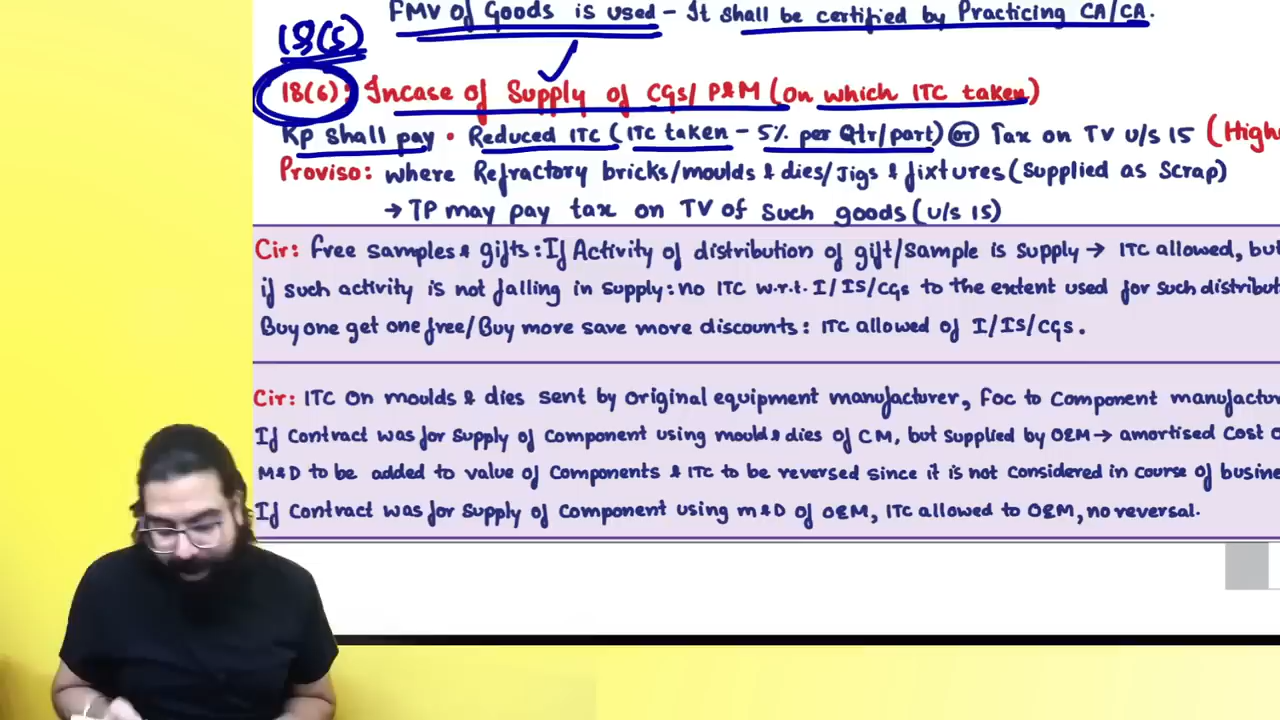 FMV of Goods is used - It shall be certified by Practicing CA/CA.
18(5)
18(6): Incase of Supply of CGs/ P&M (on which ITC taken)
Rp shall pay • Reduced ITC (ITC taken - 5% per Qtr/part) or Tax on TV u/s 15 (High
Proviso: where Refractory bricks/moulds & dies/Jigs & fixtures (Supplied as Scrap)
→ TP may pay tax on TV of Such goods (u/s 15)
Cir: Free samples & gifts: If Activity of distribution of gift/sample is supply → ITC allowed, but
if such activity is not falling in supply: no ITC w.r.t. I/IS/CGs to the extent used for such distribut
Buy one get one free/Buy more save more discounts: ITC allowed of I/IS/CGs.
Cir: ITC On moulds & dies sent by original equipment manufacturer, Foc to Component manufactur
If Contract was for supply of component using mould & dies of CM, but supplied by OEM → amortised cost o
M&D to be added to value of Components & ITC to be reversed since it is not considered in course of busine
If Contract was for supply of component using M&D of OEM, ITC allowed to OEM, no reversal.